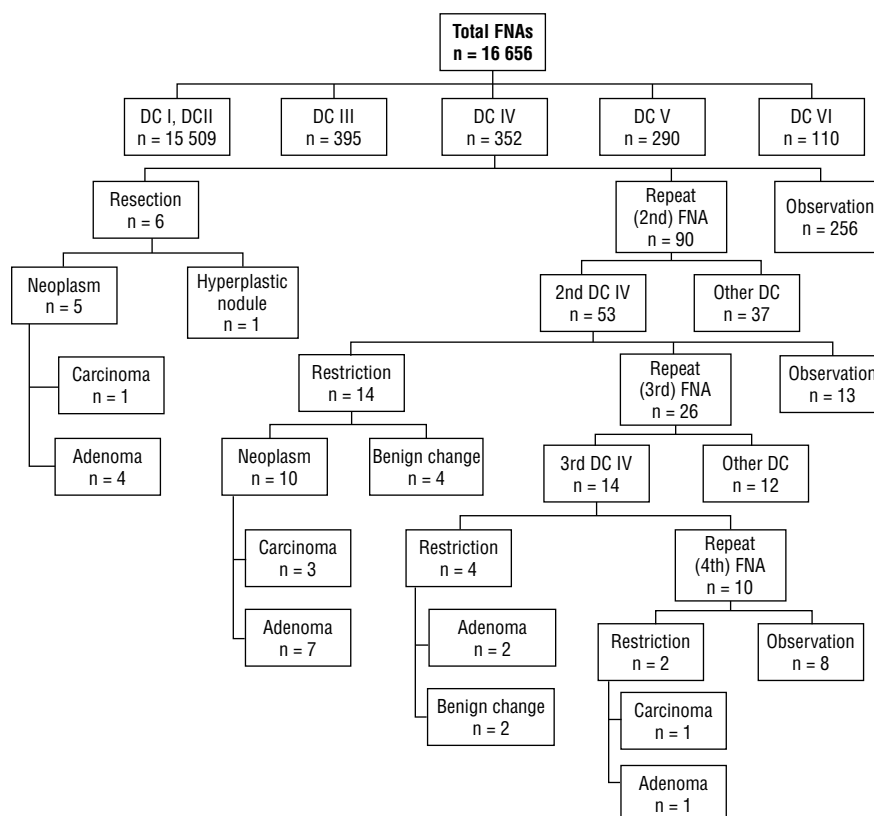 Total FNAs
n = 16 656
DC I, DCII
n = 15 509
DC III
n = 395
DC IV
n = 352
DC V
n = 290
DC VI
n = 110
Resection
n = 6
Repeat
(2nd) FNA
n = 90
Observation
n = 256
Neoplasm
n = 5
Hyperplastic
nodule
n = 1
2nd DC IV
n = 53
Other DC
n = 37
Carcinoma
n = 1
Restriction
n = 14
Repeat
(3rd) FNA
n = 26
Observation
n = 13
Adenoma
n = 4
Neoplasm
n = 10
Benign change
n = 4
3rd DC IV
n = 14
Other DC
n = 12
Carcinoma
n = 3
Restriction
n = 4
Repeat
(4th) FNA
n = 10
Adenoma
n = 7
Adenoma
n = 2
Restriction
n = 2
Observation
n = 8
Benign change
n = 2
Carcinoma
n = 1
Adenoma
n = 1